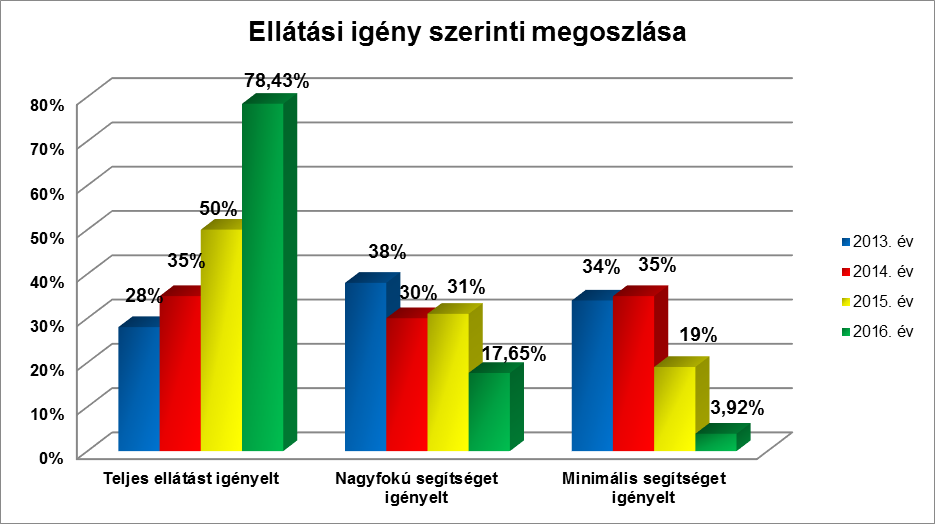 Ellátási igény szerinti megoszlása
78,43%
80%
70%
60%
50%
40%
30%
20%
10%
0%
28%
35%
50%
38%
30%
31%
17,65%
34%
35%
19%
3,92%
Teljes ellátást igényelt
Nagyfokú segítséget
igényelt
Minimális segítséget
igényelt
2013. év
2014. év
2015. év
2016. év